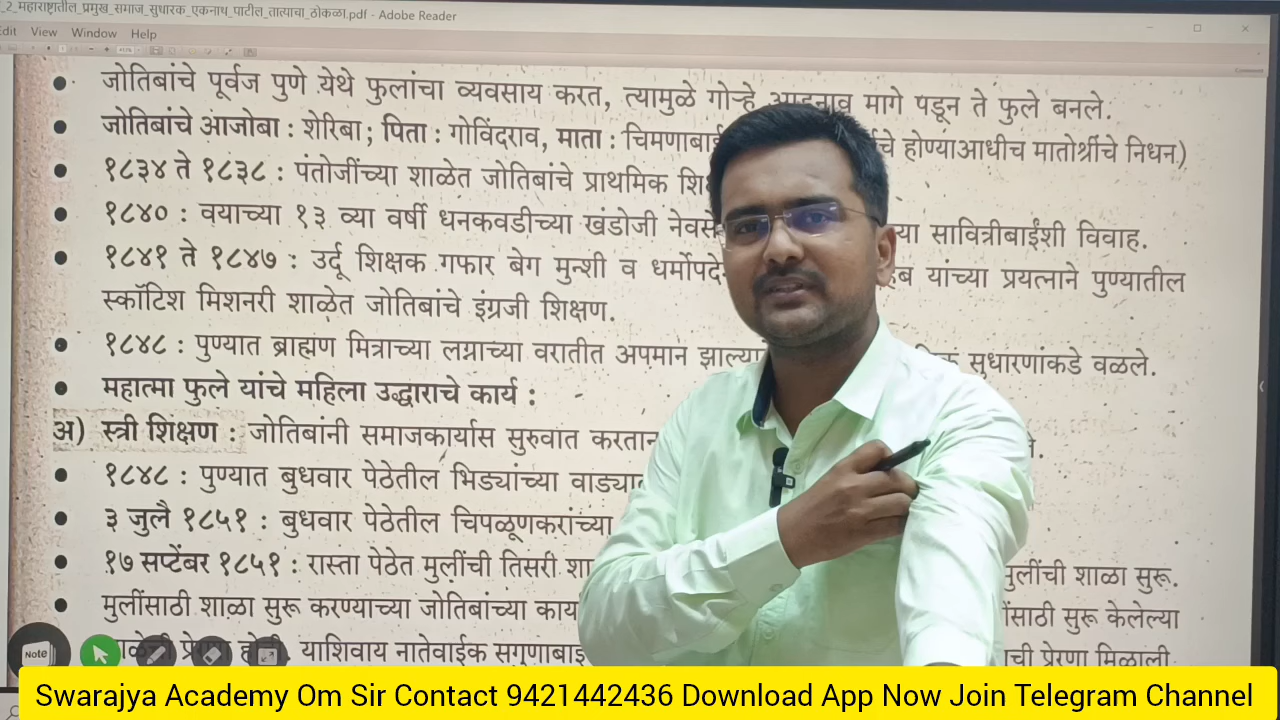 _2_महाराष्ट्रातील_प्रमुख_समाज_सुधारक_एकनाथ_पाटील_तात्याचा_ठोकळा.pdf - Adobe Reader
Edit View Window Help
• जोतिबांचे पूर्वज पुणे येथे फुलांचा व्यवसाय करत, त्यामुळे गोऱ्हे आडनाव मागे पडून ते फुले बनले.
• जोतिबांचे आजोबा : शेरिबा ; पिता : गोविंदराव, माता : चिमणाबाई होण्याआधीच मातोश्रींचे निधन)
• १८३४ ते १८३८ : पंतोजींच्या शाळेत जोतिबांचे प्राथमिक
• १८४० : वयाच्या १३ व्या वर्षी धनकवडीच्या खंडोजी सावित्रीबाईंशी विवाह.
• १८४१ ते १८४७ : उर्दू शिक्षक गफार बेग मुन्शी व यांच्या प्रयत्नाने पुण्यातील
स्कॉटिश मिशनरी शाळेत जोतिबांचे इंग्रजी शिक्षण.
• १८४८ : पुण्यात ब्राह्मण मित्राच्या लग्नाच्या वरातीत अपमान सुधारणांकडे वळले.
• महात्मा फुले यांचे महिला उद्धाराचे कार्य :
अ) स्त्री शिक्षण : जोतिबांनी समाजकार्यास सुरुवात
• १८४८ : पुण्यात बुधवार पेठेतील भिड्यांच्या
• ३ जुलै १८५१ : बुधवार पेठेतील चिपळूणकरांच्या
• १७ सप्टेंबर १८५१ : रास्ता पेठेत मुलींची तिसरी मुलींची शाळा सुरू.
• मुलींसाठी शाळा सुरू करण्याच्या जोतिबांच्या सुरू केलेल्या
याशिवाय नातेवाईक सगुणाबाई प्रेरणा मिळाली
Note
Swarajya Academy Om Sir Contact 9421442436 Download App Now Join Telegram Channel